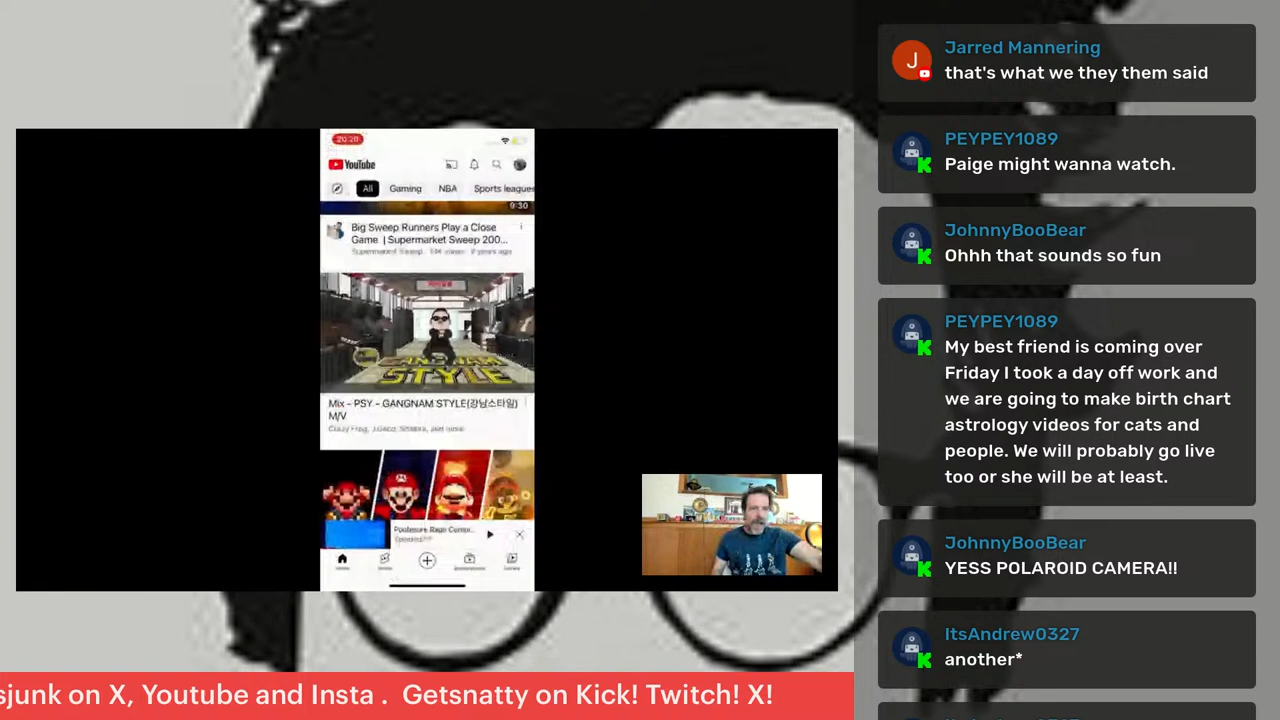 20:20
YouTube
All Gaming NBA Sports leagues
9:30
Big Sweep Runners Play a Close
Game | Supermarket Sweep 200...
GANGNAM
STYLE
Mix - PSY - GANGNAM STYLE(강남스타일)
M/V
J
Jarred Mannering
that's what we they them said
PEYPEY1089
Paige might wanna watch.
JohnnyBooBear
Ohhh that sounds so fun
PEYPEY1089
My best friend is coming over
Friday I took a day off work and
we are going to make birth chart
astrology videos for cats and
people. We will probably go live
too or she will be at least.
JohnnyBooBear
YESS POLAROID CAMERA!!
ItsAndrew0327
another*
sjunk on X, Youtube and Insta . Getsnatty on Kick! Twitch! X!